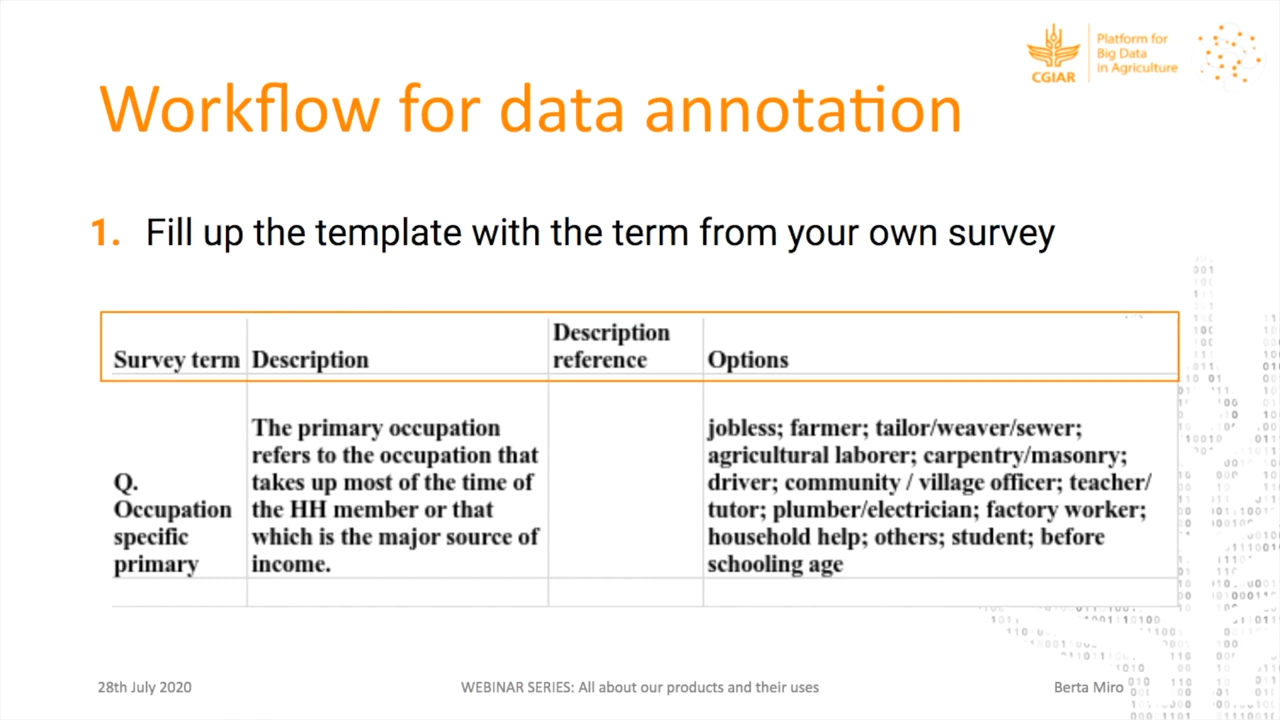 CGIAR
Platform for
Big Data
in Agriculture
Workflow for data annotation
1. Fill up the template with the term from your own survey
Survey term
Description
Description
reference
Options
Q.
Occupation
specific
primary
The primary occupation
refers to the occupation that
takes up most of the time of
the HH member or that
which is the major source of
income.
jobless; farmer; tailor/weaver/sewer;
agricultural laborer; carpentry/masonry;
driver; community / village officer; teacher/
tutor; plumber/electrician; factory worker;
household help; others; student; before
schooling age
28th July 2020
WEBINAR SERIES: All about our products and their uses
Berta Miro